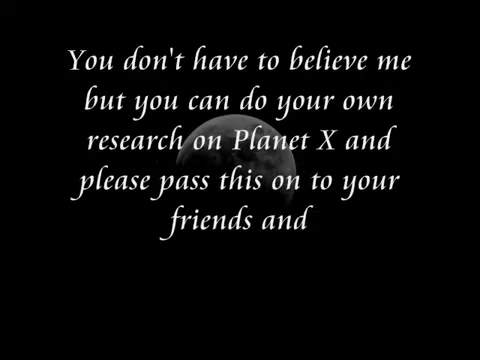 You don't have to believe me
but you can do your own
research on Planet X and
please pass this on to your
friends and